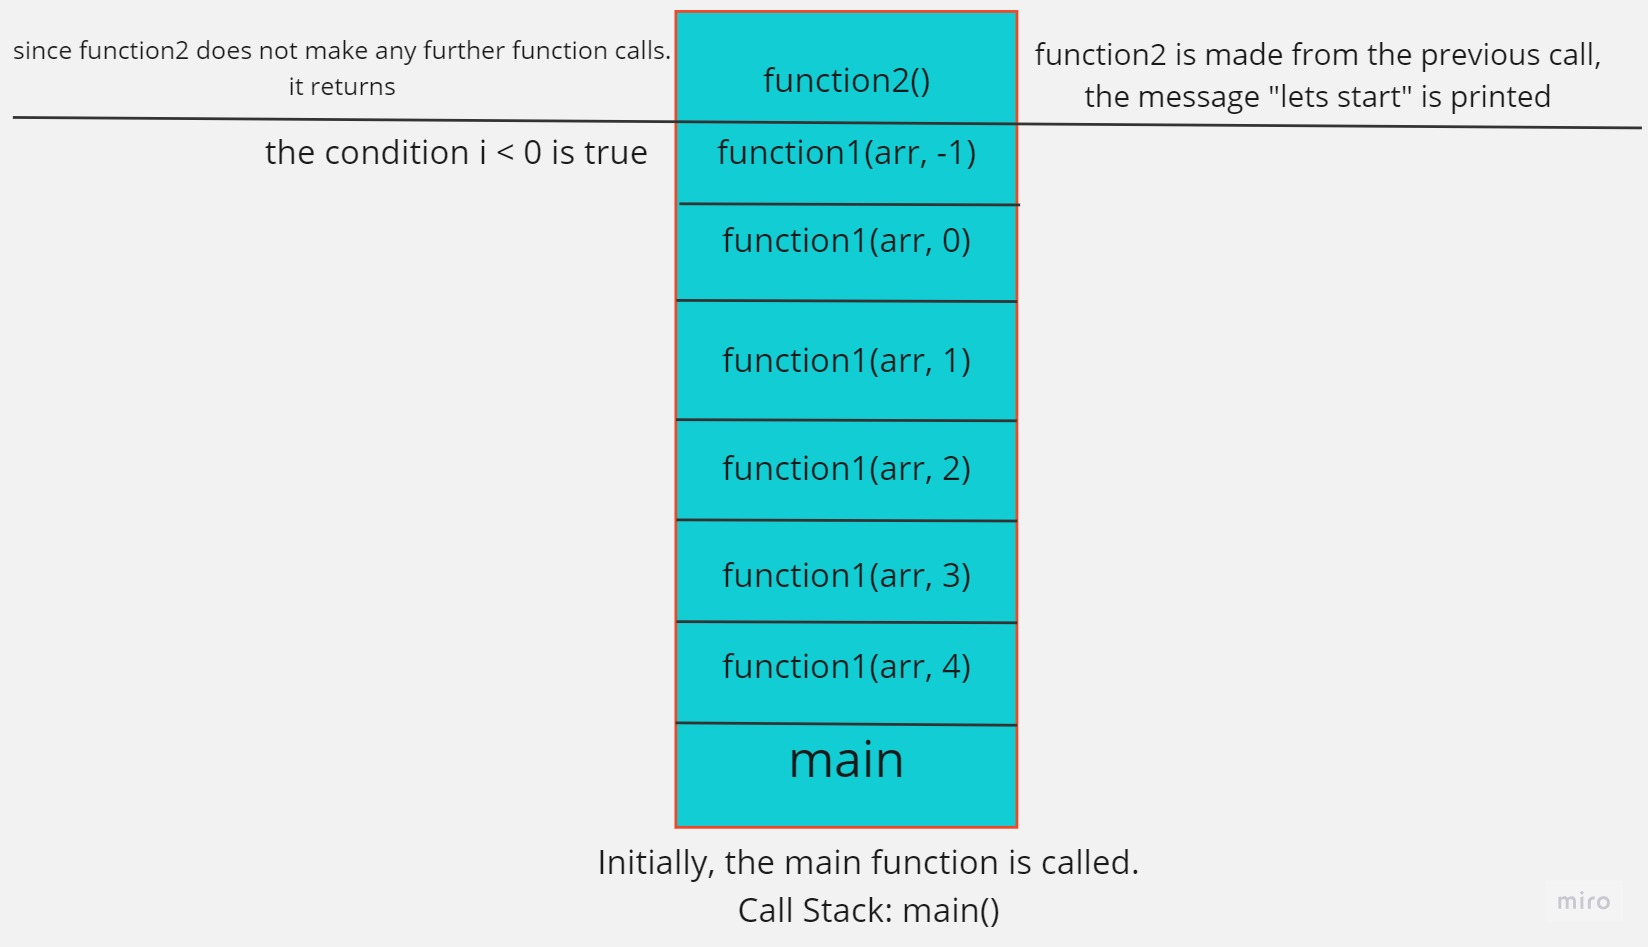 since function2 does not make any further function calls.
it returns
function2()
function2 is made from the previous call,
the message "lets start" is printed
the condition i < 0 is true
function1(arr, -1)
function1(arr, 0)
function1(arr, 1)
function1(arr, 2)
function1(arr, 3)
function1(arr, 4)
main
Initially, the main function is called.
Call Stack: main()
miro